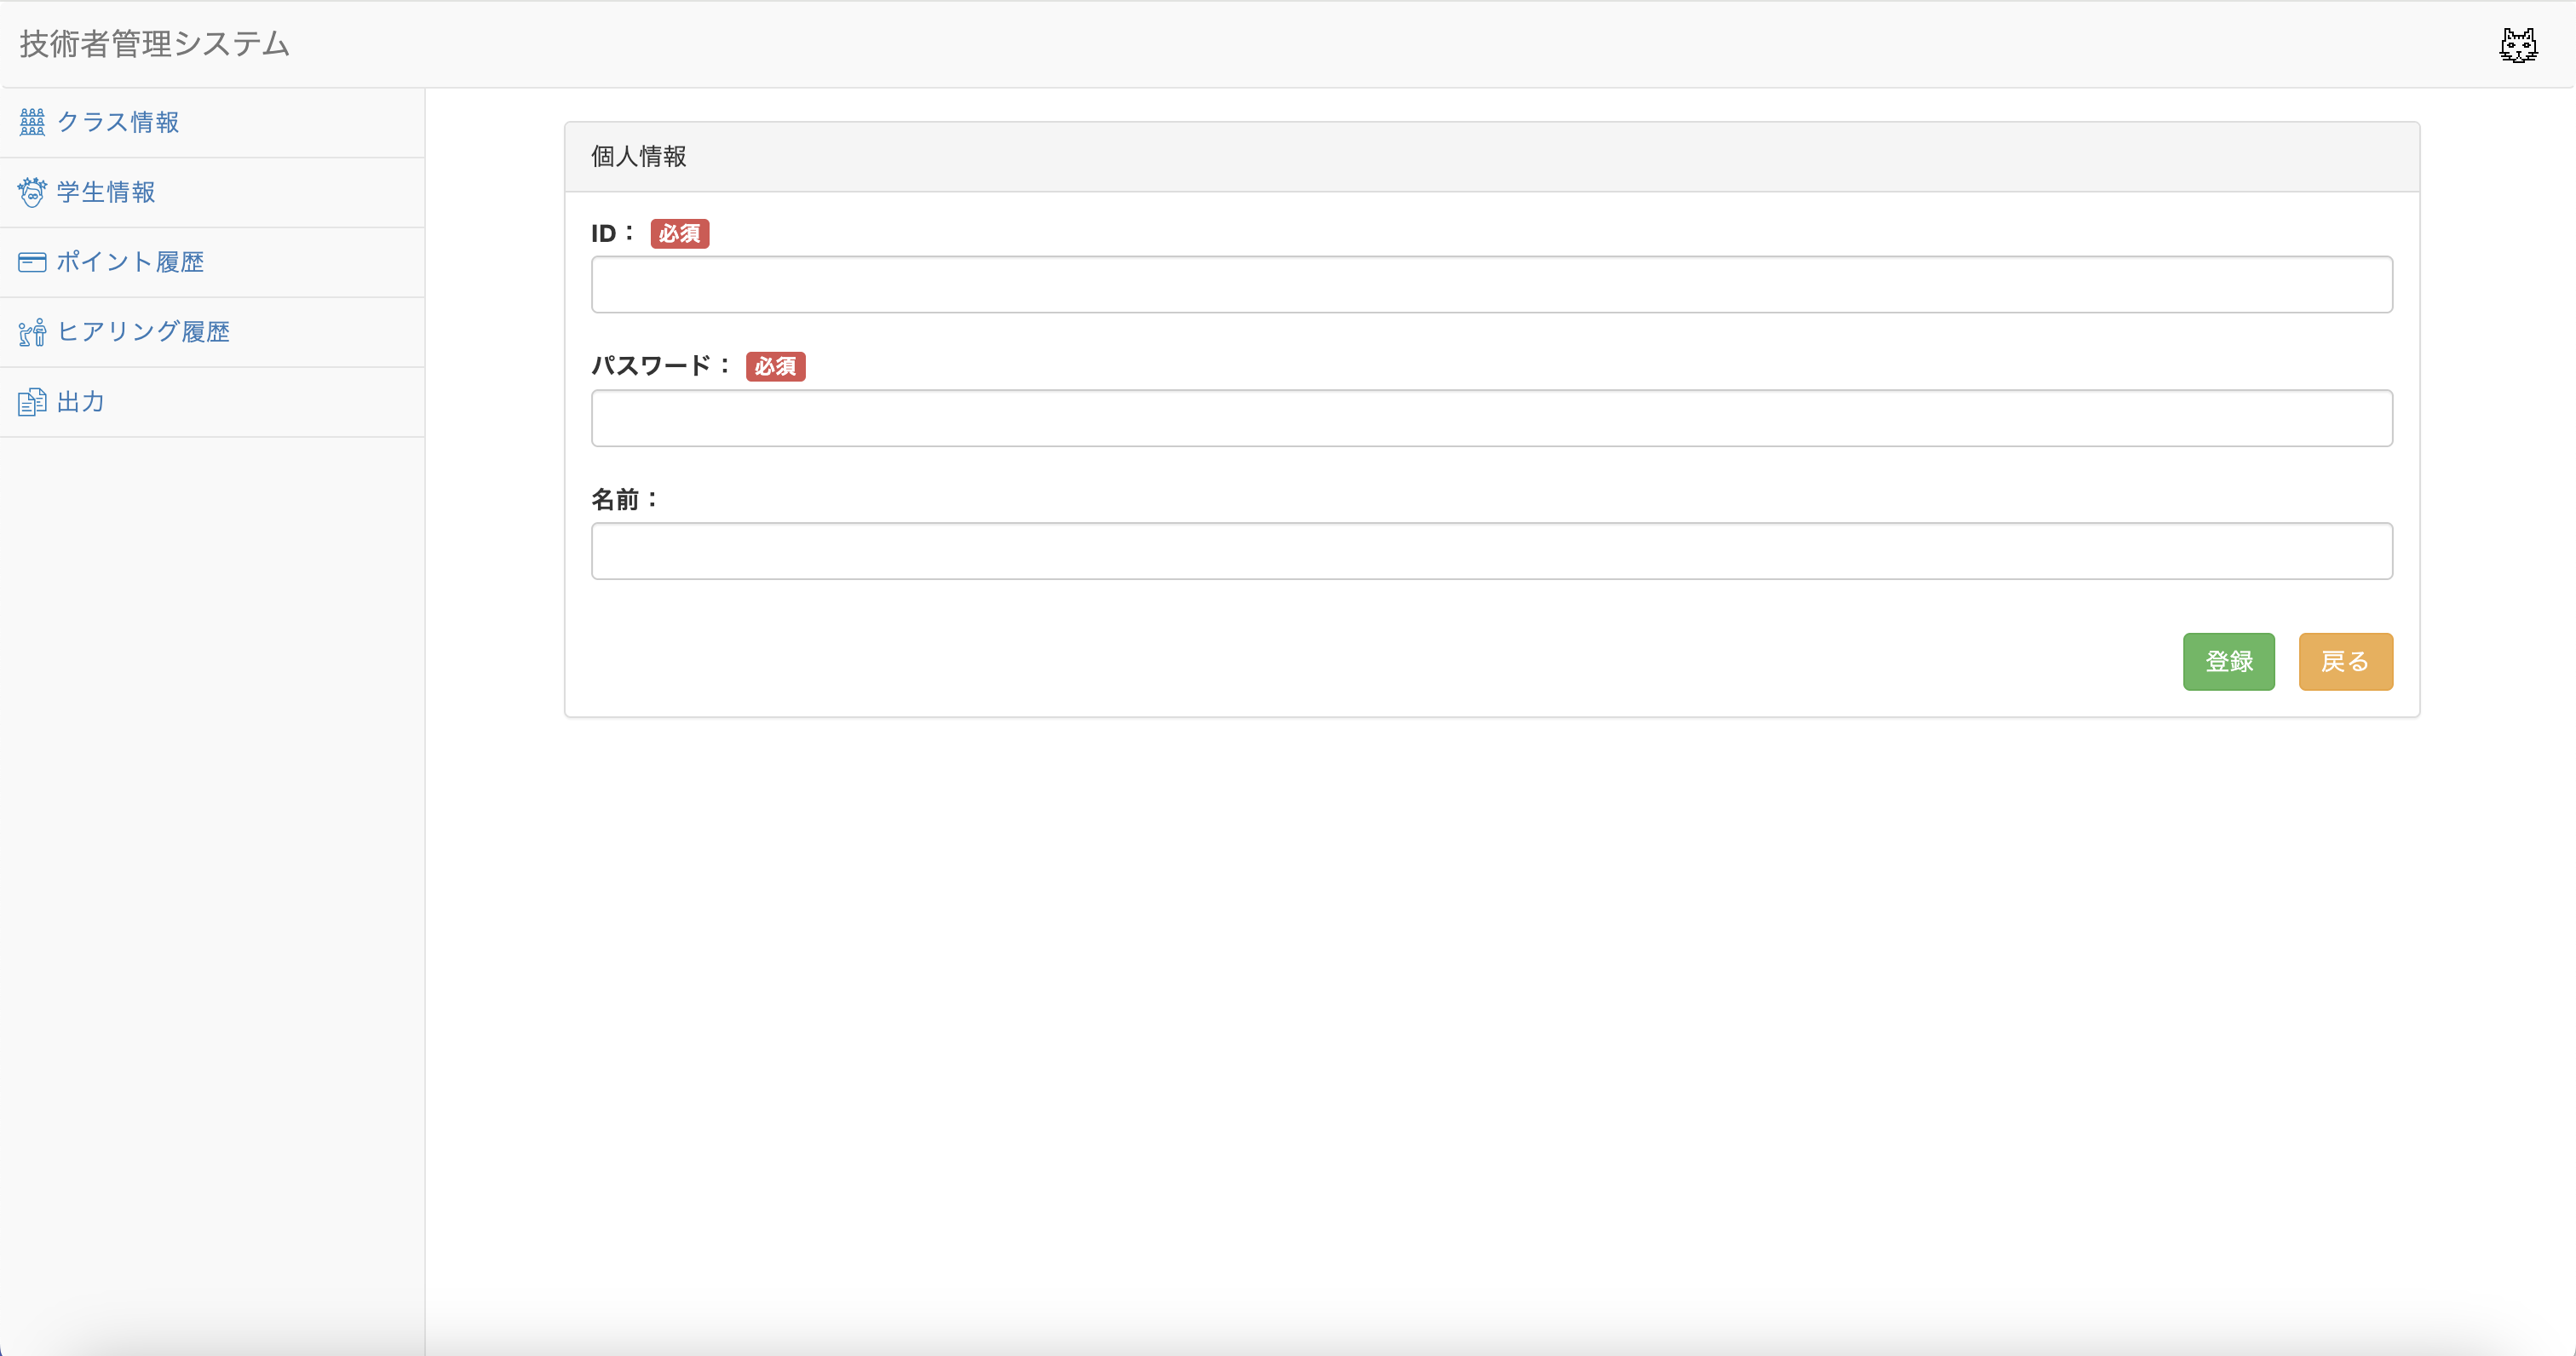 技術者管理システム
クラス情報
学生情報
ポイント履歴
ヒアリング履歴
出力
個人情報
ID： 必須
パスワード： 必須
名前：
登録 戻る